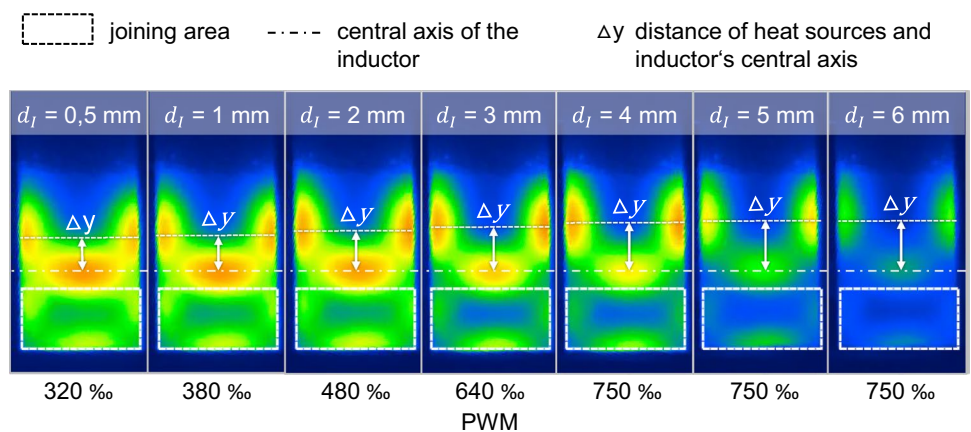 joining area
central axis of the
inductor
Δy distance of heat sources and
inductor‘s central axis
d_I = 0,5 mm
d_I = 1 mm
d_I = 2 mm
d_I = 3 mm
d_I = 4 mm
d_I = 5 mm
d_I = 6 mm
Δy
Δy
Δy
Δy
Δy
Δy
Δy
320 ‰
380 ‰
480 ‰
640 ‰
750 ‰
750 ‰
750 ‰
PWM